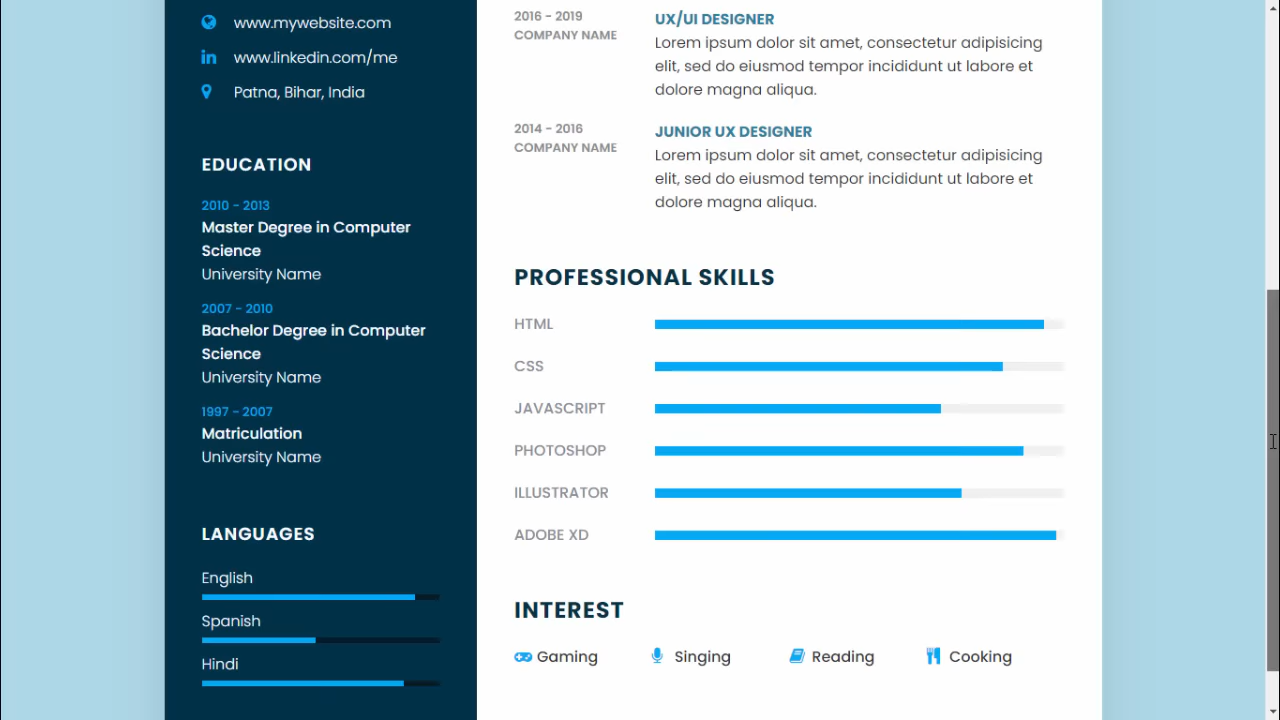 www.mywebsite.com
www.linkedin.com/me
Patna, Bihar, India
EDUCATION
2010 - 2013
Master Degree in Computer
Science
University Name
2007 - 2010
Bachelor Degree in Computer
Science
University Name
1997 - 2007
Matriculation
University Name
LANGUAGES
English
Spanish
Hindi
2016 - 2019
COMPANY NAME
UX/UI DESIGNER
Lorem ipsum dolor sit amet, consectetur adipisicing
elit, sed do eiusmod tempor incididunt ut labore et
dolore magna aliqua.
2014 - 2016
COMPANY NAME
JUNIOR UX DESIGNER
Lorem ipsum dolor sit amet, consectetur adipisicing
elit, sed do eiusmod tempor incididunt ut labore et
dolore magna aliqua.
PROFESSIONAL SKILLS
HTML
CSS
JAVASCRIPT
PHOTOSHOP
ILLUSTRATOR
ADOBE XD
INTEREST
Gaming
Singing
Reading
Cooking